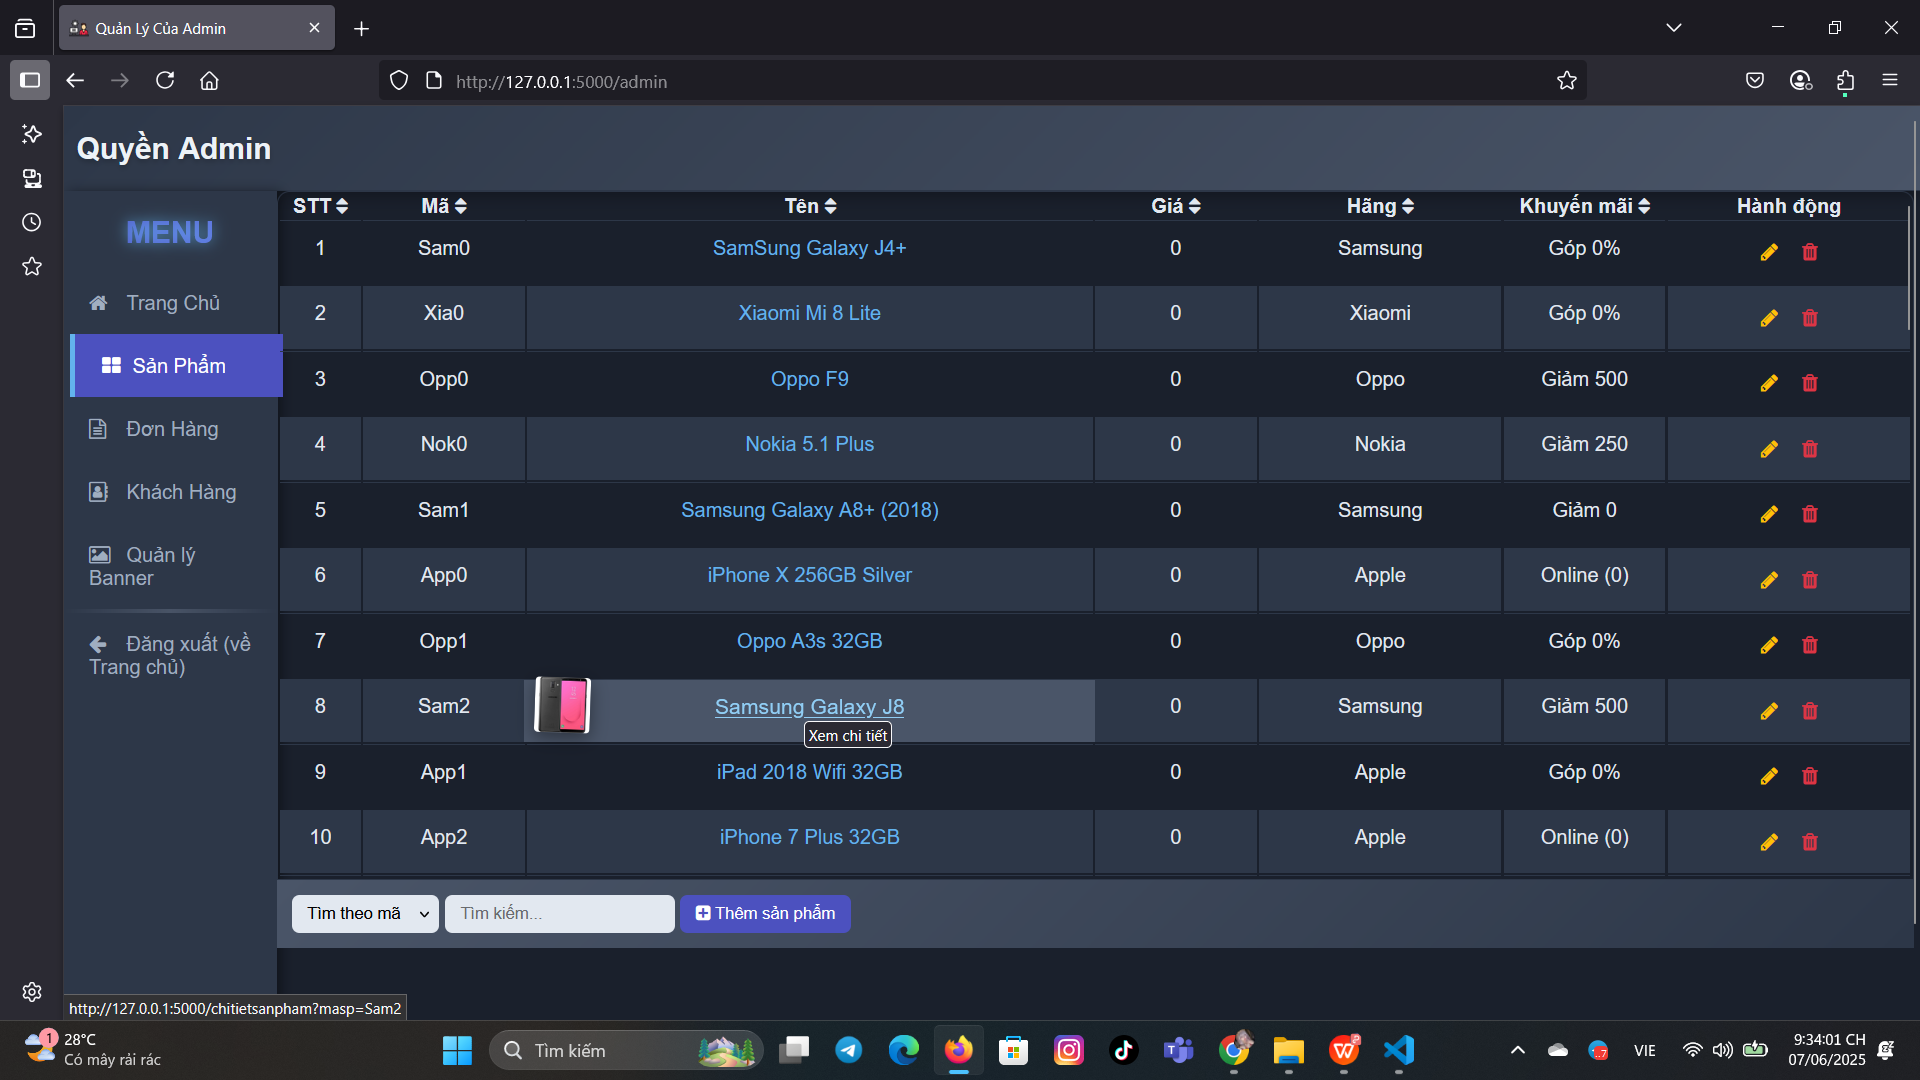 Quản Lý Của Admin
http://127.0.0.1:5000/admin
Quyền Admin
MENU
Trang Chủ
Sản Phẩm
Đơn Hàng
Khách Hàng
Quản lý
Banner
Đăng xuất (về
Trang chủ)
STT Mã Tên Giá Hãng Khuyến mãi Hành động
1 Sam0 SamSung Galaxy J4+ 0 Samsung Góp 0%
2 Xia0 Xiaomi Mi 8 Lite 0 Xiaomi Góp 0%
3 Opp0 Oppo F9 0 Oppo Giảm 500
4 Nok0 Nokia 5.1 Plus 0 Nokia Giảm 250
5 Sam1 Samsung Galaxy A8+ (2018) 0 Samsung Giảm 0
6 App0 iPhone X 256GB Silver 0 Apple Online (0)
7 Opp1 Oppo A3s 32GB 0 Oppo Góp 0%
8 Sam2 Samsung Galaxy J8 0 Samsung Giảm 500
Xem chi tiết
9 App1 iPad 2018 Wifi 32GB 0 Apple Góp 0%
10 App2 iPhone 7 Plus 32GB 0 Apple Online (0)
Tìm theo mã Tìm kiếm... Thêm sản phẩm
http://127.0.0.1:5000/chitietsanpham?masp=Sam2
1
28°C
Có mây rải rác
Tìm kiếm
VIE
9:34:01 CH
07/06/2025